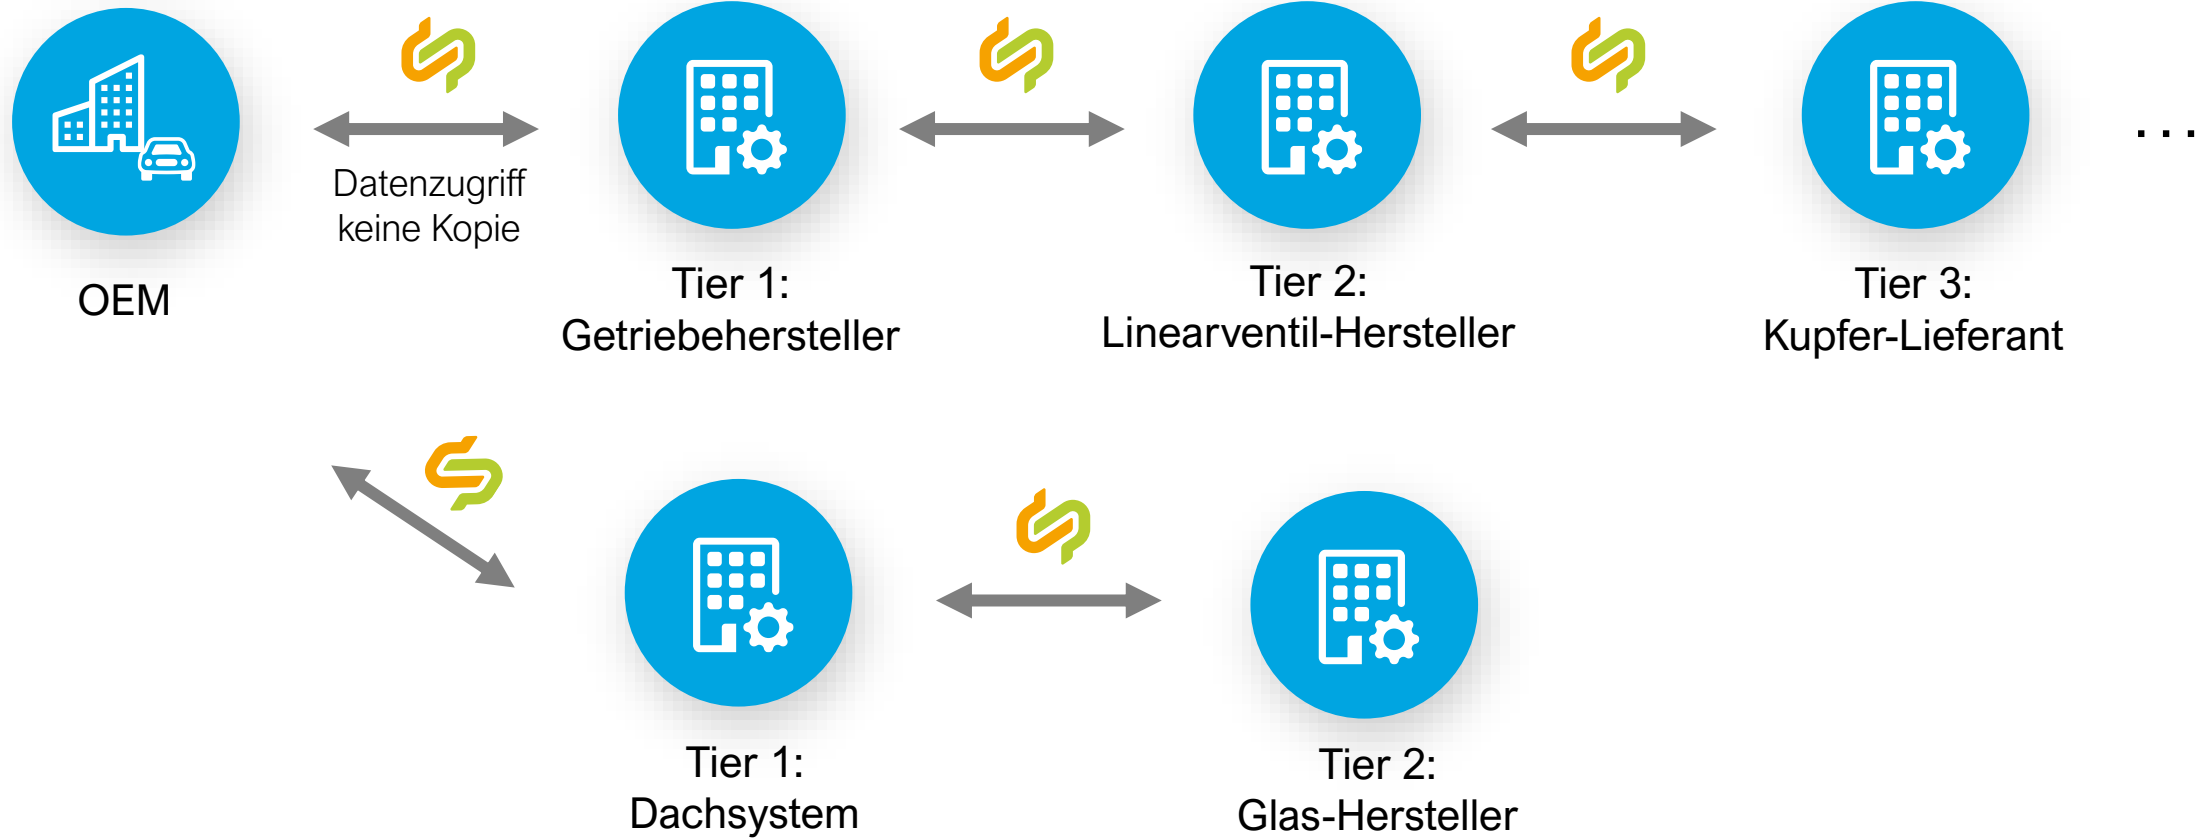 Datenzugriff
keine Kopie
OEM
Tier 1:
Getriebehersteller
Tier 2:
Linearventil-Hersteller
Tier 3:
Kupfer-Lieferant
...
Tier 1:
Dachsystem
Tier 2:
Glas-Hersteller